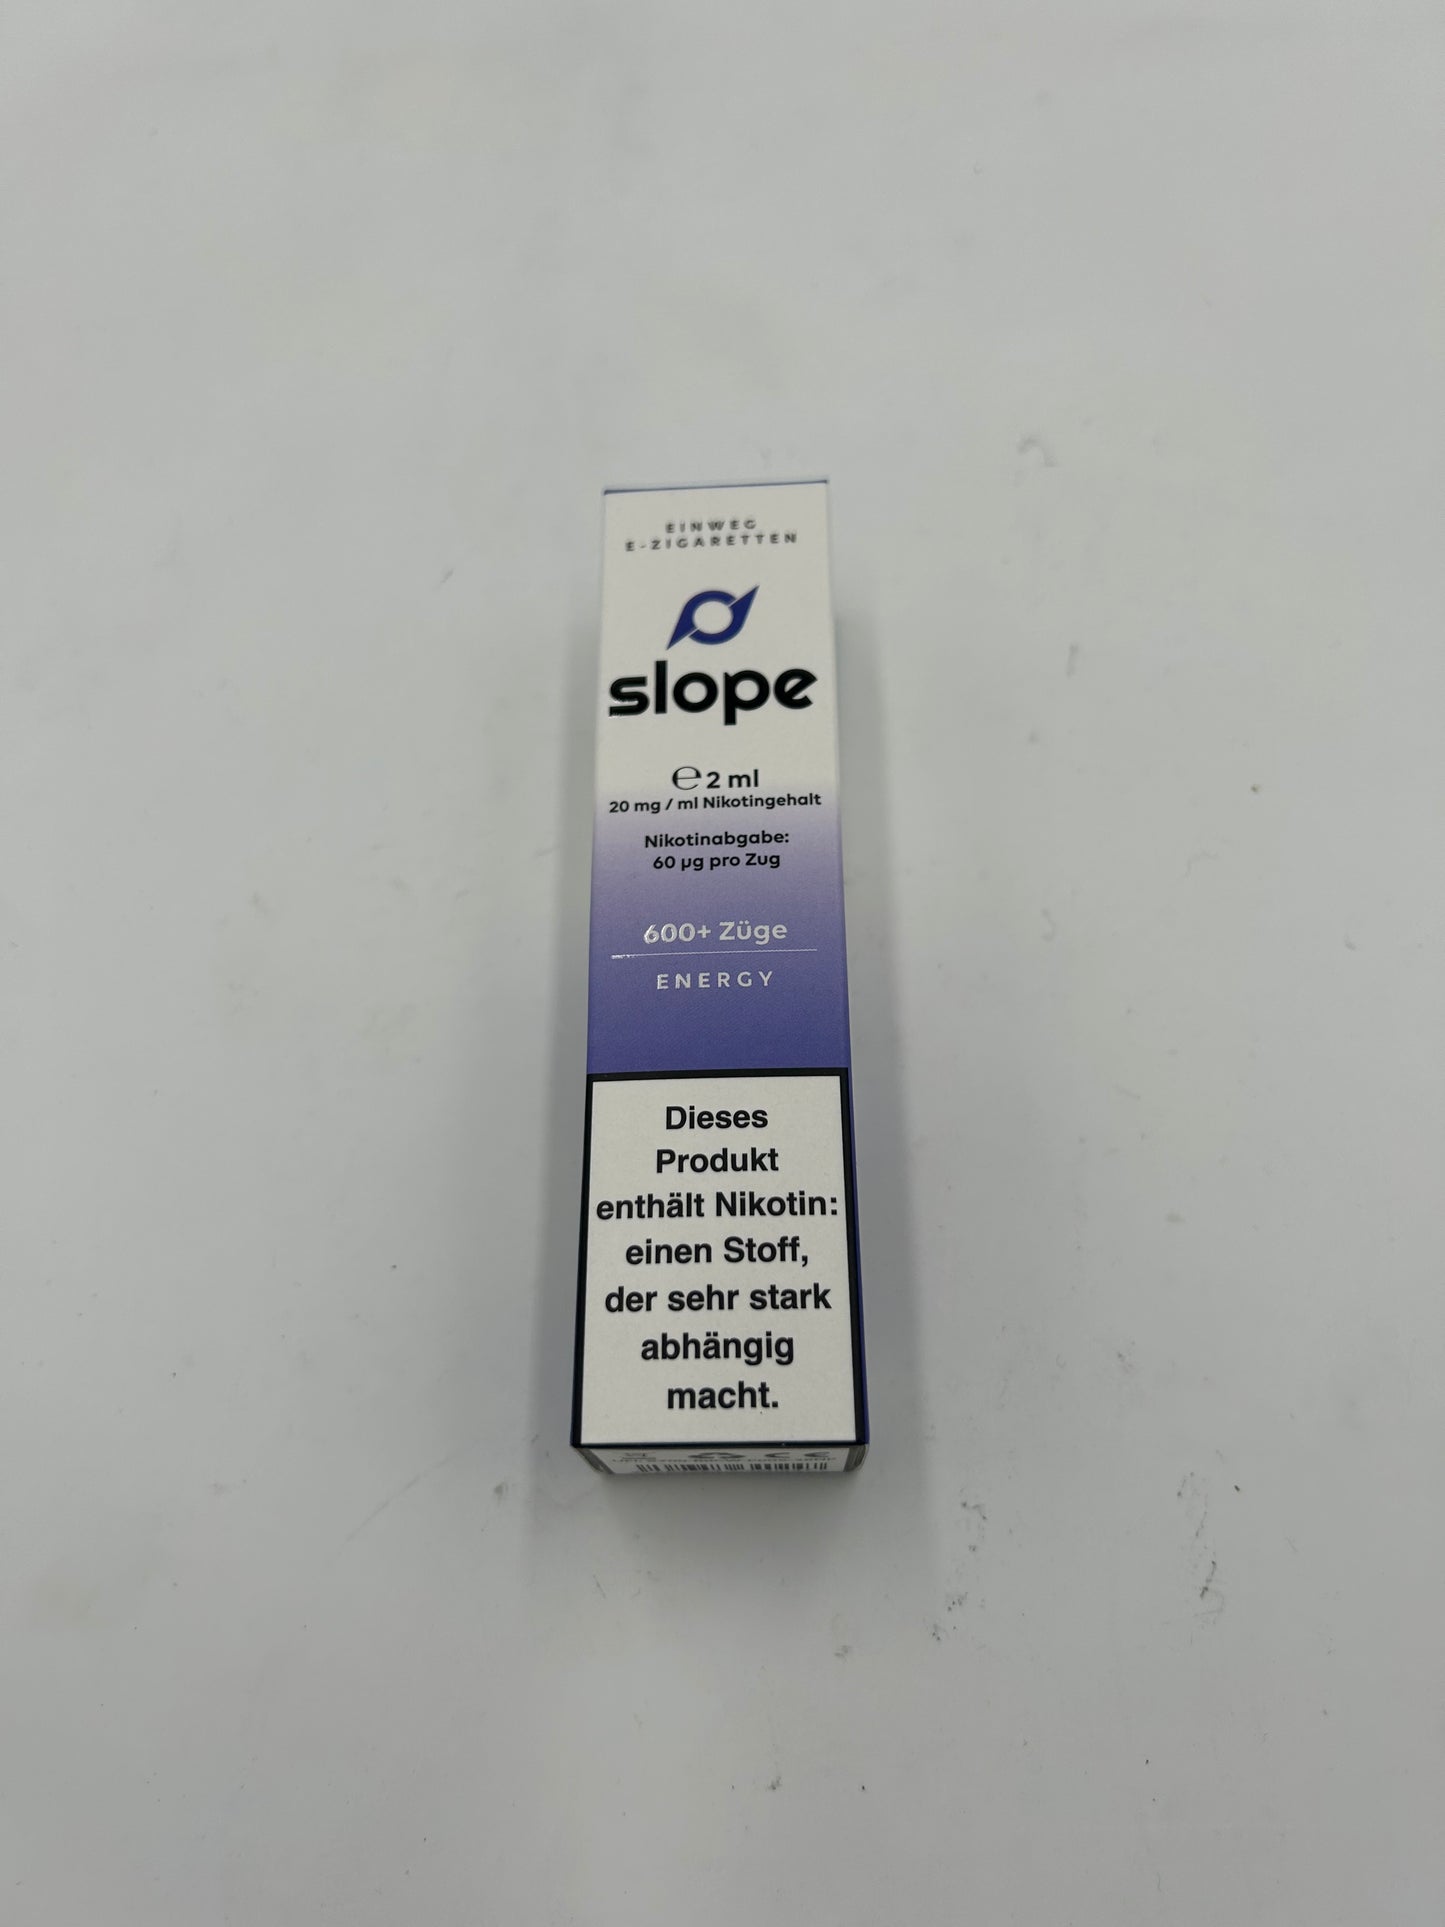 EINWEG
E-ZIGARETTEN
slope
℮ 2 ml
20 mg / ml Nikotingehalt
Nikotinabgabe:
60 µg pro Zug
600+ Züge
ENERGY
Dieses
Produkt
enthält Nikotin:
einen Stoff,
der sehr stark
abhängig
macht.